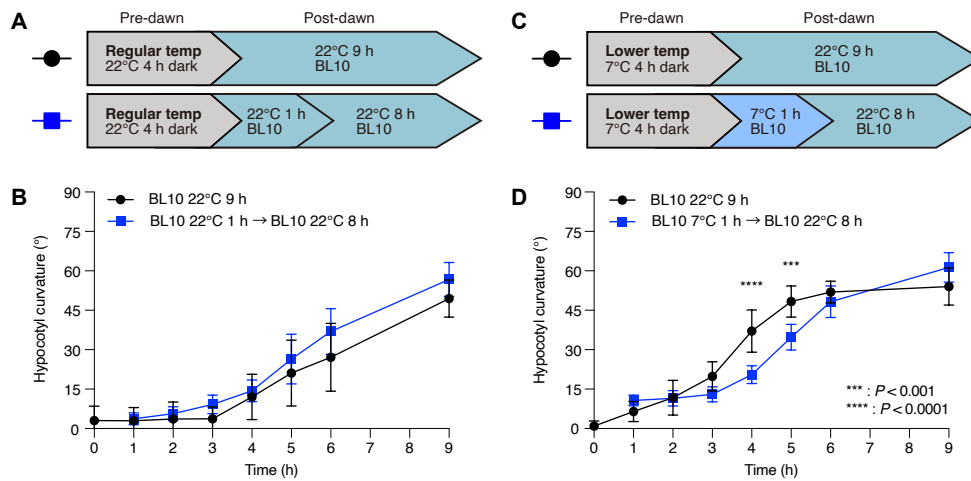 A
Pre-dawn
Post-dawn
Regular temp
22°C 4 h dark
22°C 9 h
BL10
Regular temp
22°C 4 h dark
22°C 1 h
BL10
22°C 8 h
BL10
C
Pre-dawn
Post-dawn
Lower temp
7°C 4 h dark
22°C 9 h
BL10
Lower temp
7°C 4 h dark
7°C 1 h
BL10
22°C 8 h
BL10
B
BL10 22°C 9 h
BL10 22°C 1 h → BL10 22°C 8 h
Hypocotyl curvature (°)
90
75
60
45
30
15
0
0 1 2 3 4 5 6 9
Time (h)
D
BL10 22°C 9 h
BL10 7°C 1 h → BL10 22°C 8 h
Hypocotyl curvature (°)
90
75
60
45
30
15
0
****
***
*** : P < 0.001
**** : P < 0.0001
0 1 2 3 4 5 6 9
Time (h)